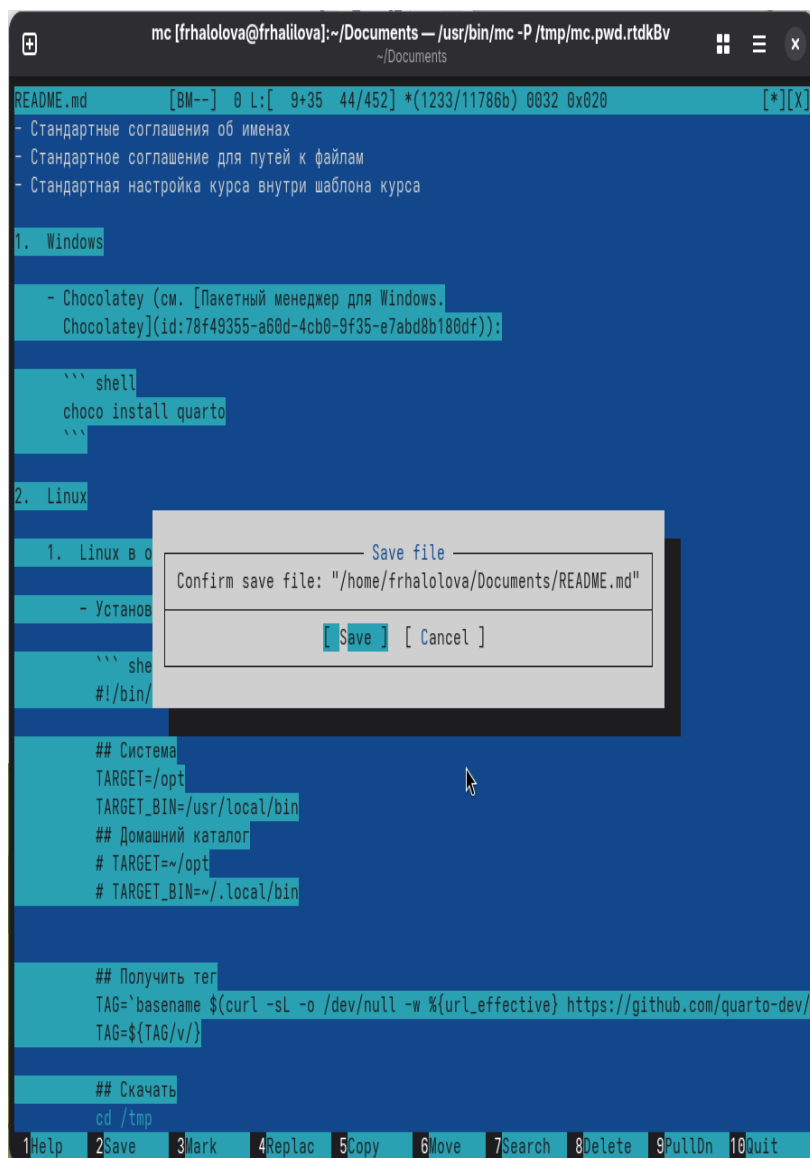 mc [frhalolova@frhalilova]:~/Documents — /usr/bin/mc -P /tmp/mc.pwd.rtdkBv
~/Documents
README.md [BM--] 0 L:[ 9+35 44/452] *(1233/11786b) 0032 0x020 [*][X]
- Стандартные соглашения об именах
- Стандартное соглашение для путей к файлам
- Стандартная настройка курса внутри шаблона курса
1. Windows
- Chocolatey (см. [Пакетный менеджер для Windows.
Chocolatey](id:78f49355-a60d-4cb0-9f35-e7abd8b180df)):
``` shell
choco install quarto
```
2. Linux
1. Linux в о
- Установ
``` she
#!/bin/
Save file
Confirm save file: "/home/frhalolova/Documents/README.md"
[ Save ] [ Cancel ]
## Система
TARGET=/opt
TARGET_BIN=/usr/local/bin
## Домашний каталог
# TARGET=~/opt
# TARGET_BIN=~/.local/bin
## Получить тег
TAG=`basename $(curl -sL -o /dev/null -w %{url_effective} https://github.com/quarto-dev/
TAG=${TAG/v/}
## Скачать
cd /tmp
1Help 2Save 3Mark 4Replac 5Copy 6Move 7Search 8Delete 9PullDn 10Quit